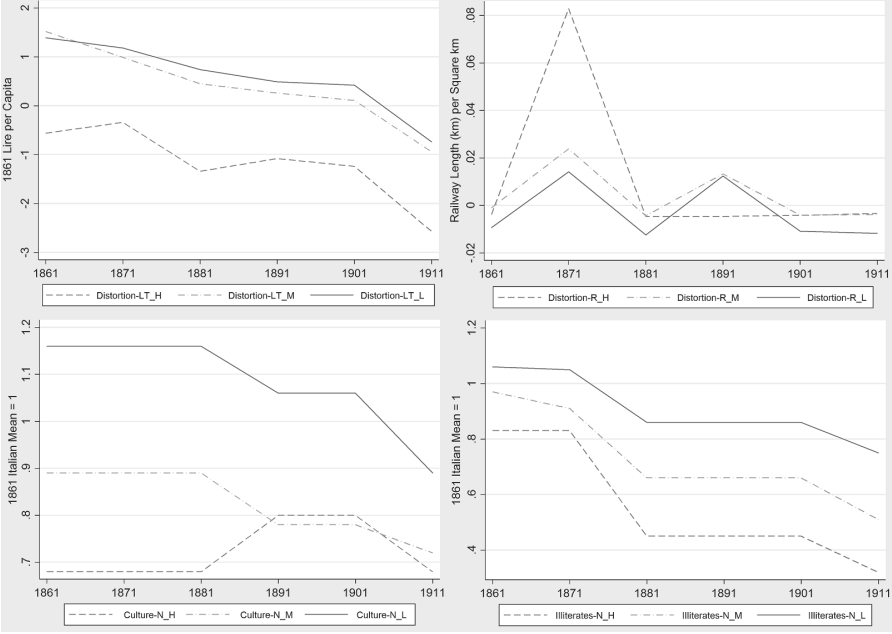 1861 Lire per Capita
2
1
0
-1
-2
-3
1861 1871 1881 1891 1901 1911
Distortion-LT_H Distortion-LT_M Distortion-LT_L
Railway Length (km) per Square km
.08
.06
.04
.02
0
-.02
1861 1871 1881 1891 1901 1911
Distortion-R_H Distortion-R_M Distortion-R_L
1861 Italian Mean = 1
1.2
1.1
1
.9
.8
.7
1861 1871 1881 1891 1901 1911
Culture-N_H Culture-N_M Culture-N_L
1861 Italian Mean = 1
1.2
1
.8
.6
.4
1861 1871 1881 1891 1901 1911
Illiterates-N_H Illiterates-N_M Illiterates-N_L